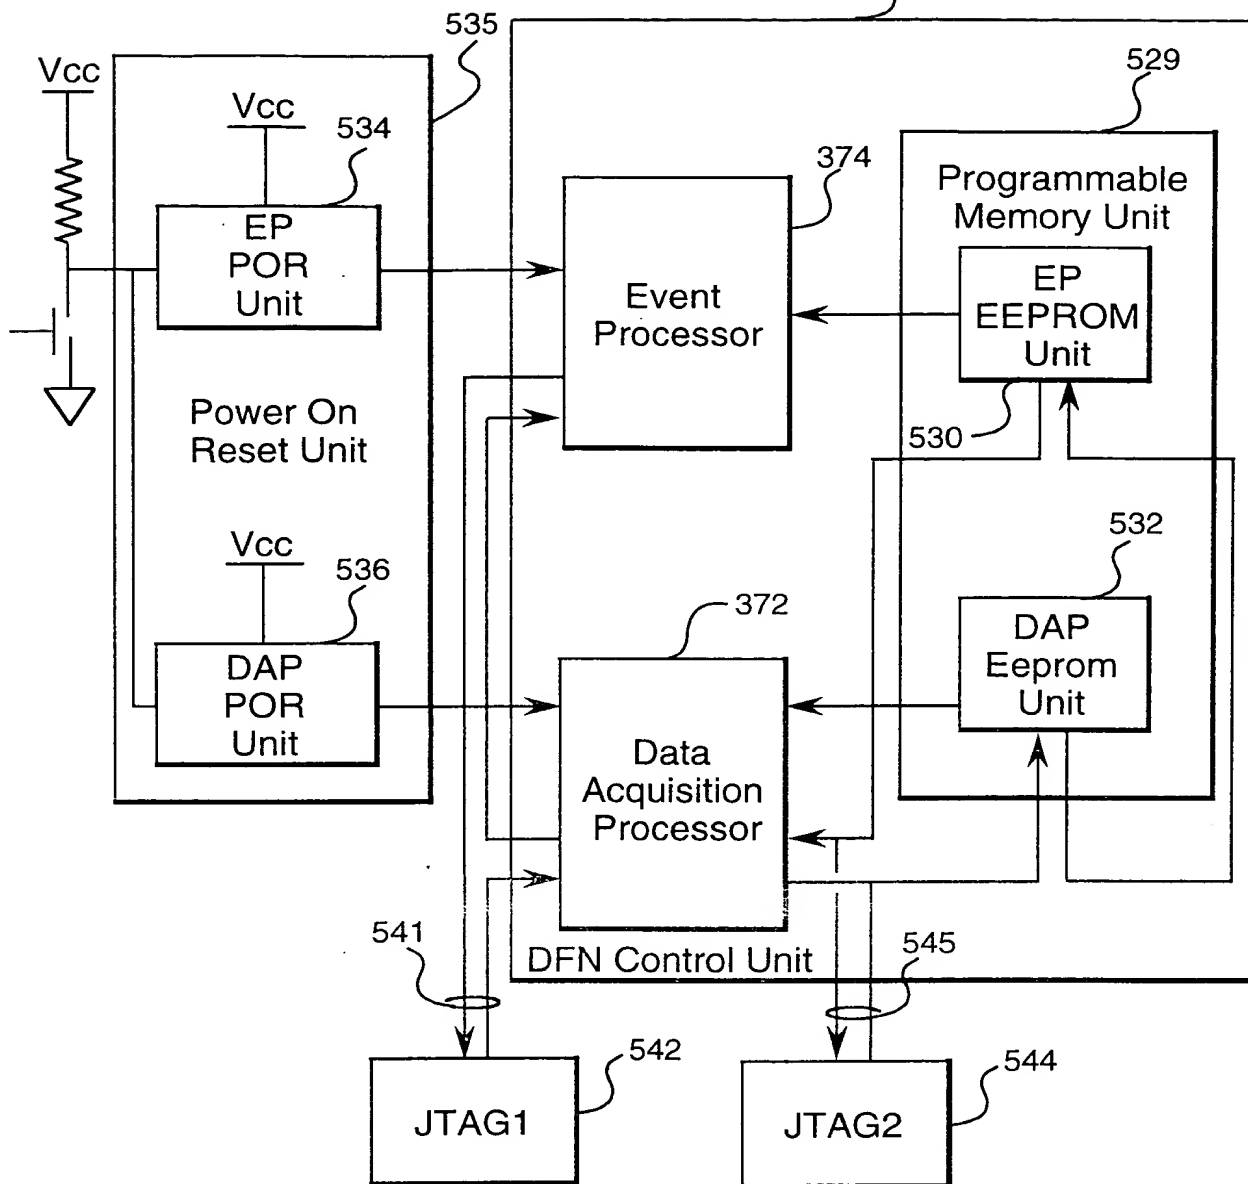 535
529
Vcc
Vcc
534
374
EP
POR
Unit
Event
Processor
Programmable
Memory Unit
EP
EEPROM
Unit
530
Power On
Reset Unit
Vcc
536
372
532
DAP
POR
Unit
Data
Acquisition
Processor
DAP
Eeprom
Unit
541
DFN Control Unit
545
542
544
JTAG1
JTAG2